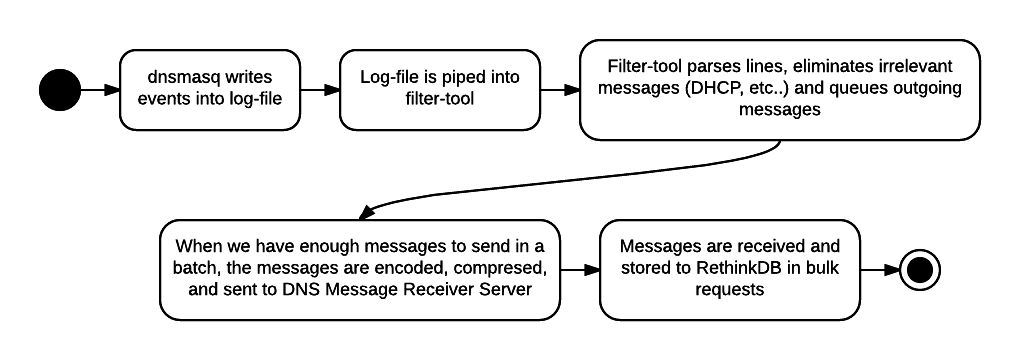 dnsmasq writes
events into log-file
Log-file is piped into
filter-tool
Filter-tool parses lines, eliminates irrelevant
messages (DHCP, etc..) and queues outgoing
messages
When we have enough messages to send in a
batch, the messages are encoded, compresed,
and sent to DNS Message Receiver Server
Messages are received and
stored to RethinkDB in bulk
requests